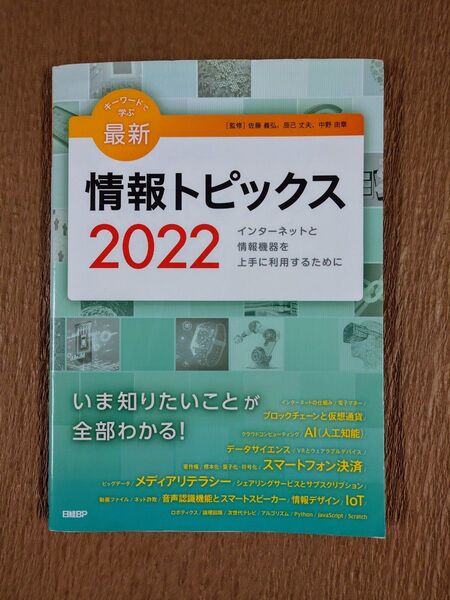 キーワードで
学ぶ
最新
[監修] 佐藤 義弘、辰己 丈夫、中野 由章
情報トピックス
2022
インターネットと
情報機器を
上手に利用するために
いま知りたいことが
全部わかる!
インターネットの仕組み / 電子マネー /
ブロックチェーンと仮想通貨 /
クラウドコンピューティング / AI(人工知能) /
データサイエンス / VRとウェアラブルデバイス /
著作権 / 標本化・量子化・符号化 / スマートフォン決済 /
ビッグデータ / メディアリテラシー / シェアリングサービスとサブスクリプション /
動画ファイル / ネット詐欺 / 音声認識機能とスマートスピーカー / 情報デザイン / IoT /
ロボティクス / 論理回路 / 次世代テレビ / アルゴリズム / Python / JavaScript / Scratch
日経BP